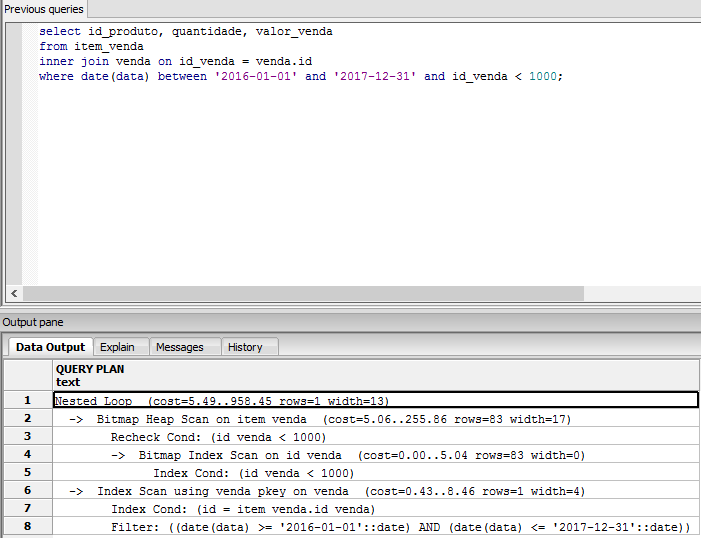 Previous queries
select id_produto, quantidade, valor_venda
from item_venda
inner join venda on id_venda = venda.id
where date(data) between '2016-01-01' and '2017-12-31' and id_venda < 1000;
<
Output pane
Data Output Explain Messages History
QUERY PLAN
text
1 Nested Loop (cost=5.49..958.45 rows=1 width=13)
2 -> Bitmap Heap Scan on item venda (cost=5.06..255.86 rows=83 width=17)
3 Recheck Cond: (id venda < 1000)
4 -> Bitmap Index Scan on id venda (cost=0.00..5.04 rows=83 width=0)
5 Index Cond: (id venda < 1000)
6 -> Index Scan using venda pkey on venda (cost=0.43..8.46 rows=1 width=4)
7 Index Cond: (id = item venda.id venda)
8 Filter: ((date(data) >= '2016-01-01'::date) AND (date(data) <= '2017-12-31'::date))